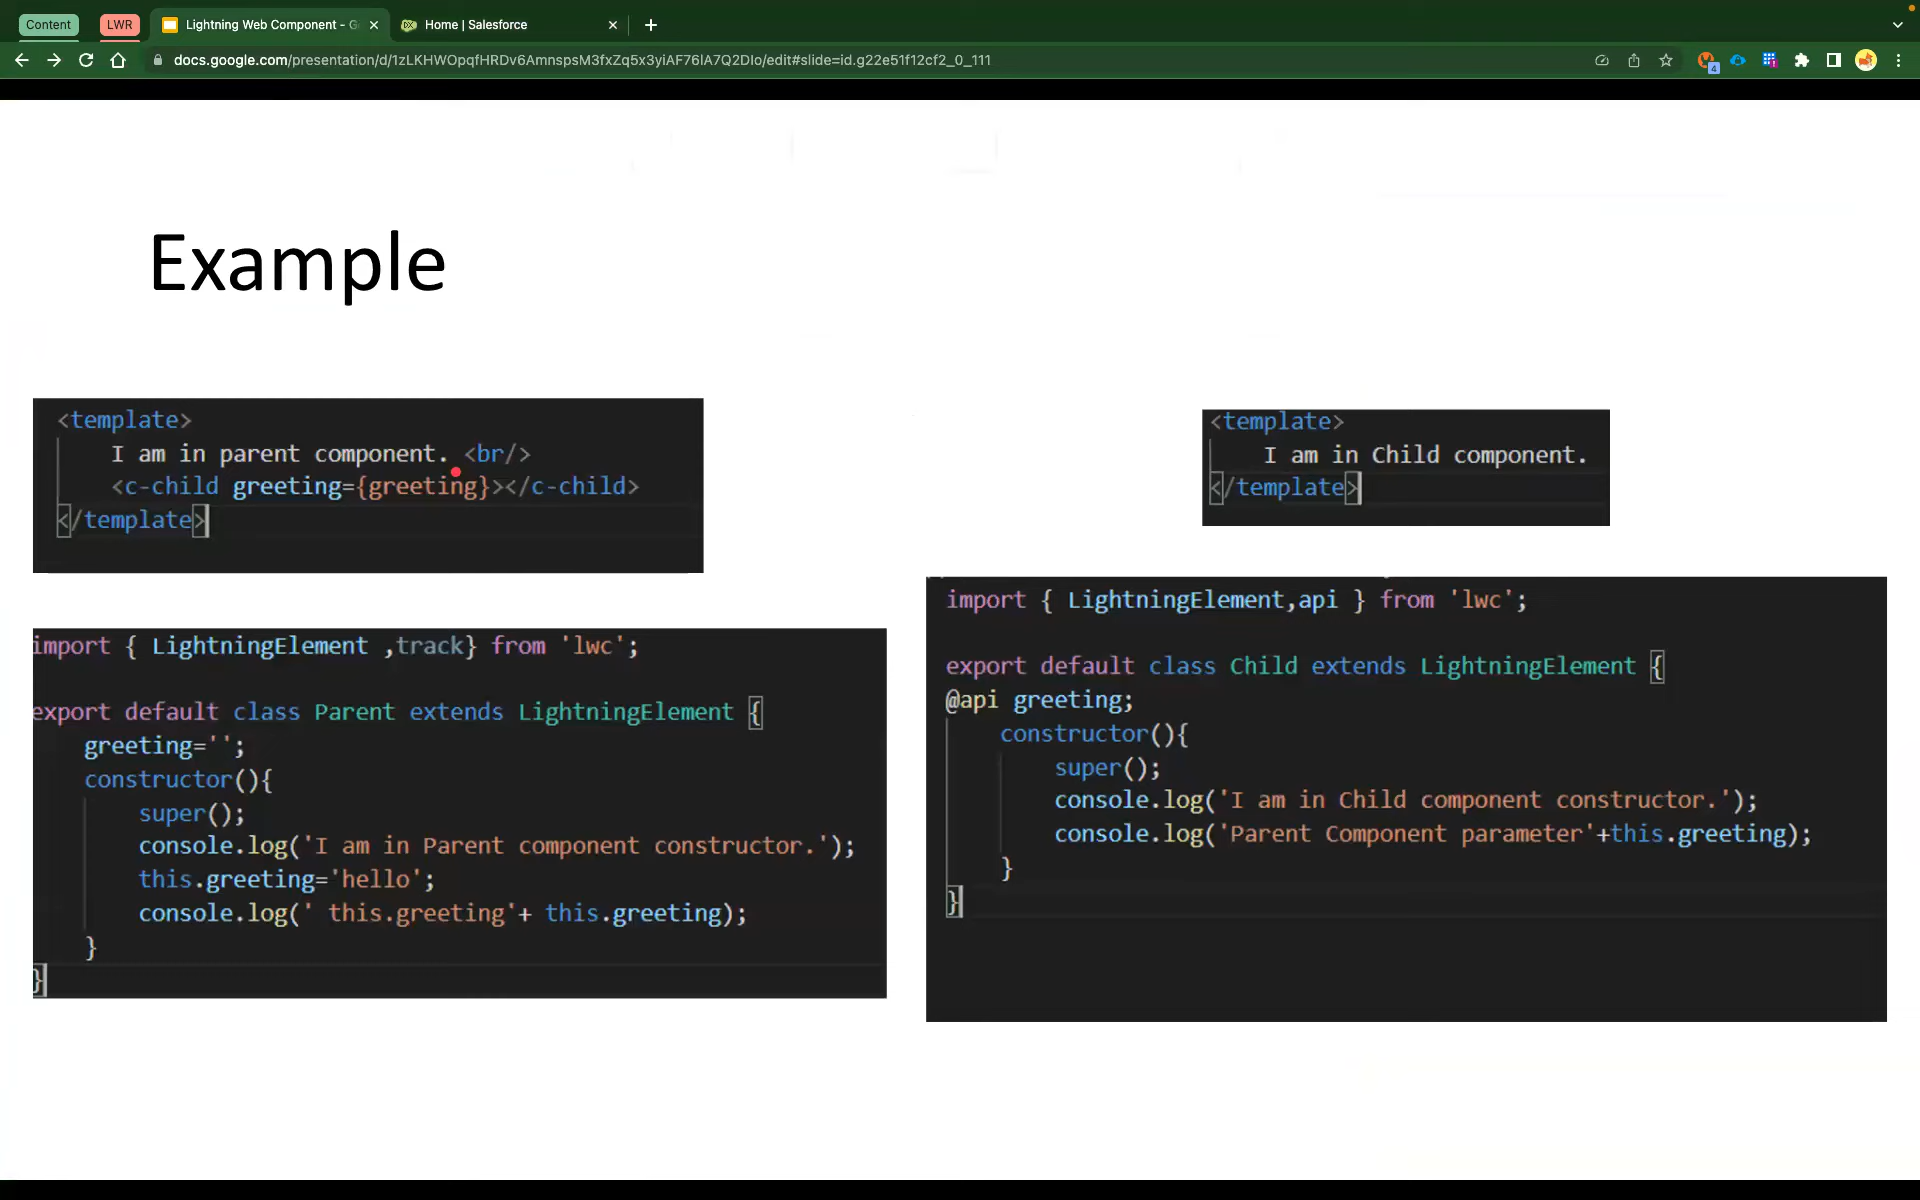 Content
LWR
Lightning Web Component - G
Home | Salesforce
docs.google.com/presentation/d/1zLKHWOpqfHRDv6AmnspsM3fxZq5x3yiAF76lA7Q2DIo/edit#slide=id.g22e51f12cf2_0_111
4
Example
<template>
I am in parent component. <br/>
<c-child greeting={greeting}></c-child>
</template>
import { LightningElement ,track} from 'lwc';
export default class Parent extends LightningElement {
greeting='';
constructor(){
super();
console.log('I am in Parent component constructor.');
this.greeting='hello';
console.log(' this.greeting'+ this.greeting);
}
}
<template>
I am in Child component.
</template>
import { LightningElement,api } from 'lwc';
export default class Child extends LightningElement {
@api greeting;
constructor(){
super();
console.log('I am in Child component constructor.');
console.log('Parent Component parameter'+this.greeting);
}
}